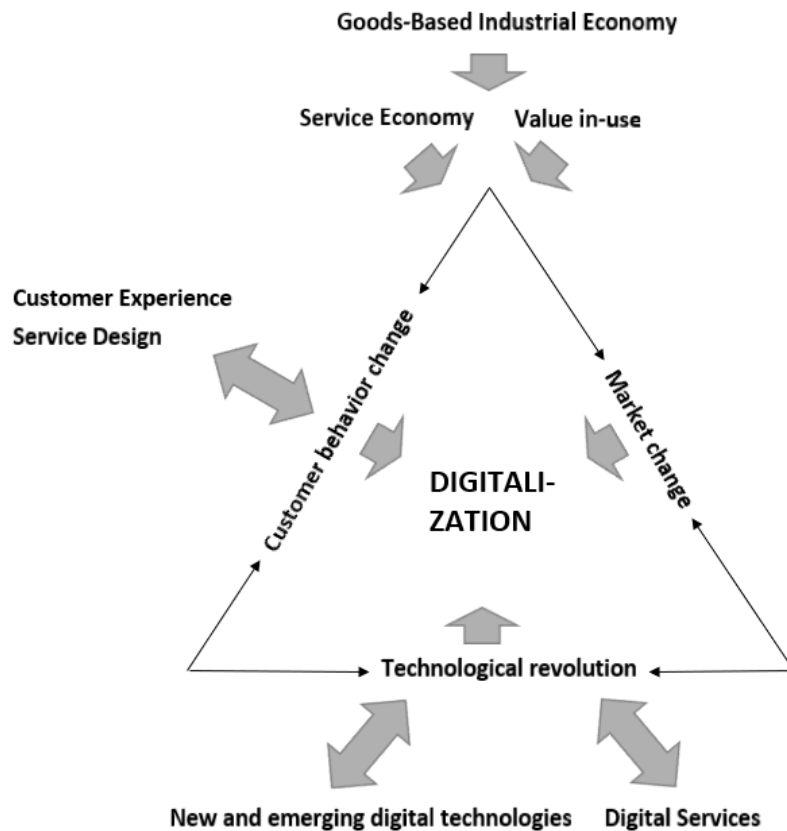 Goods-Based Industrial Economy
Service Economy Value in-use
Customer Experience
Service Design
Customer behavior change
Market change
DIGITALI-
ZATION
Technological revolution
New and emerging digital technologies Digital Services